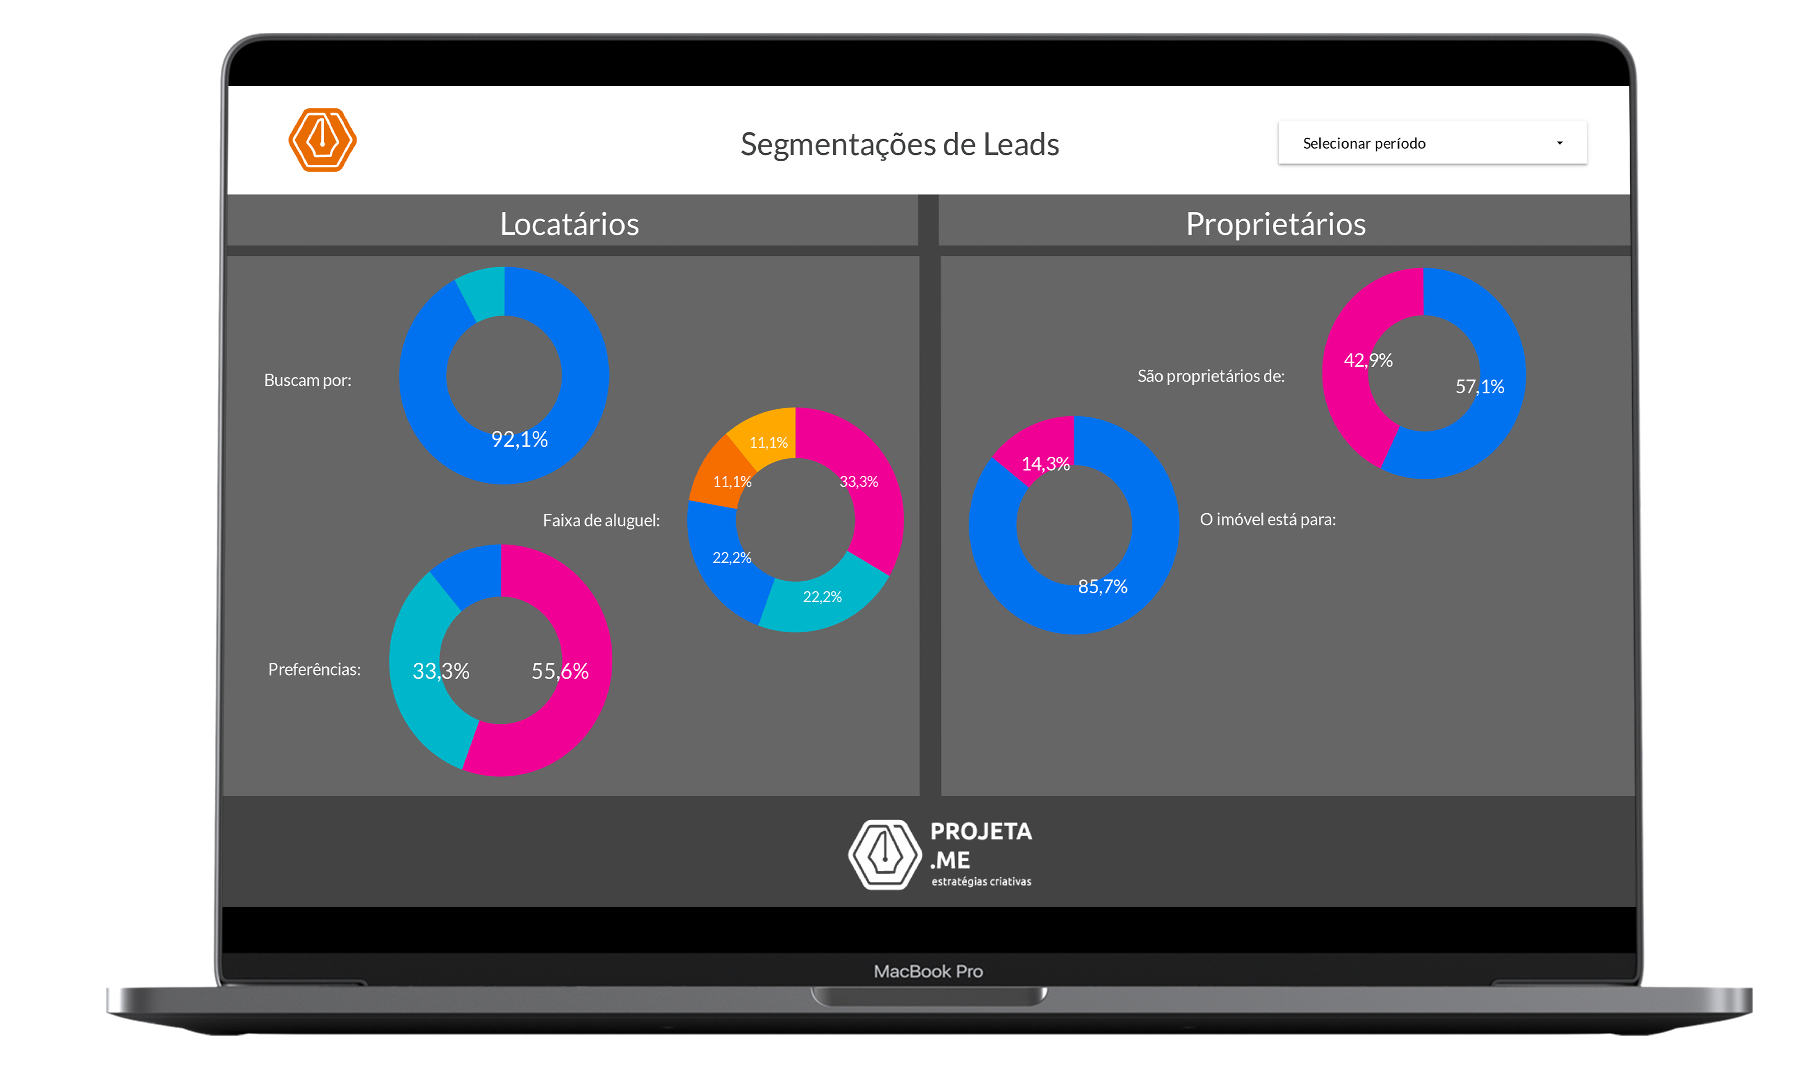 Segmentações de Leads
Selecionar período
Locatários
Proprietários
Buscam por:
92,1%
Faixa de aluguel:
11,1%
33,3%
11,1%
22,2%
22,2%
Preferências:
33,3%
55,6%
São proprietários de:
42,9%
57,1%
14,3%
O imóvel está para:
85,7%
PROJETA
.ME
estratégias criativas
MacBook Pro